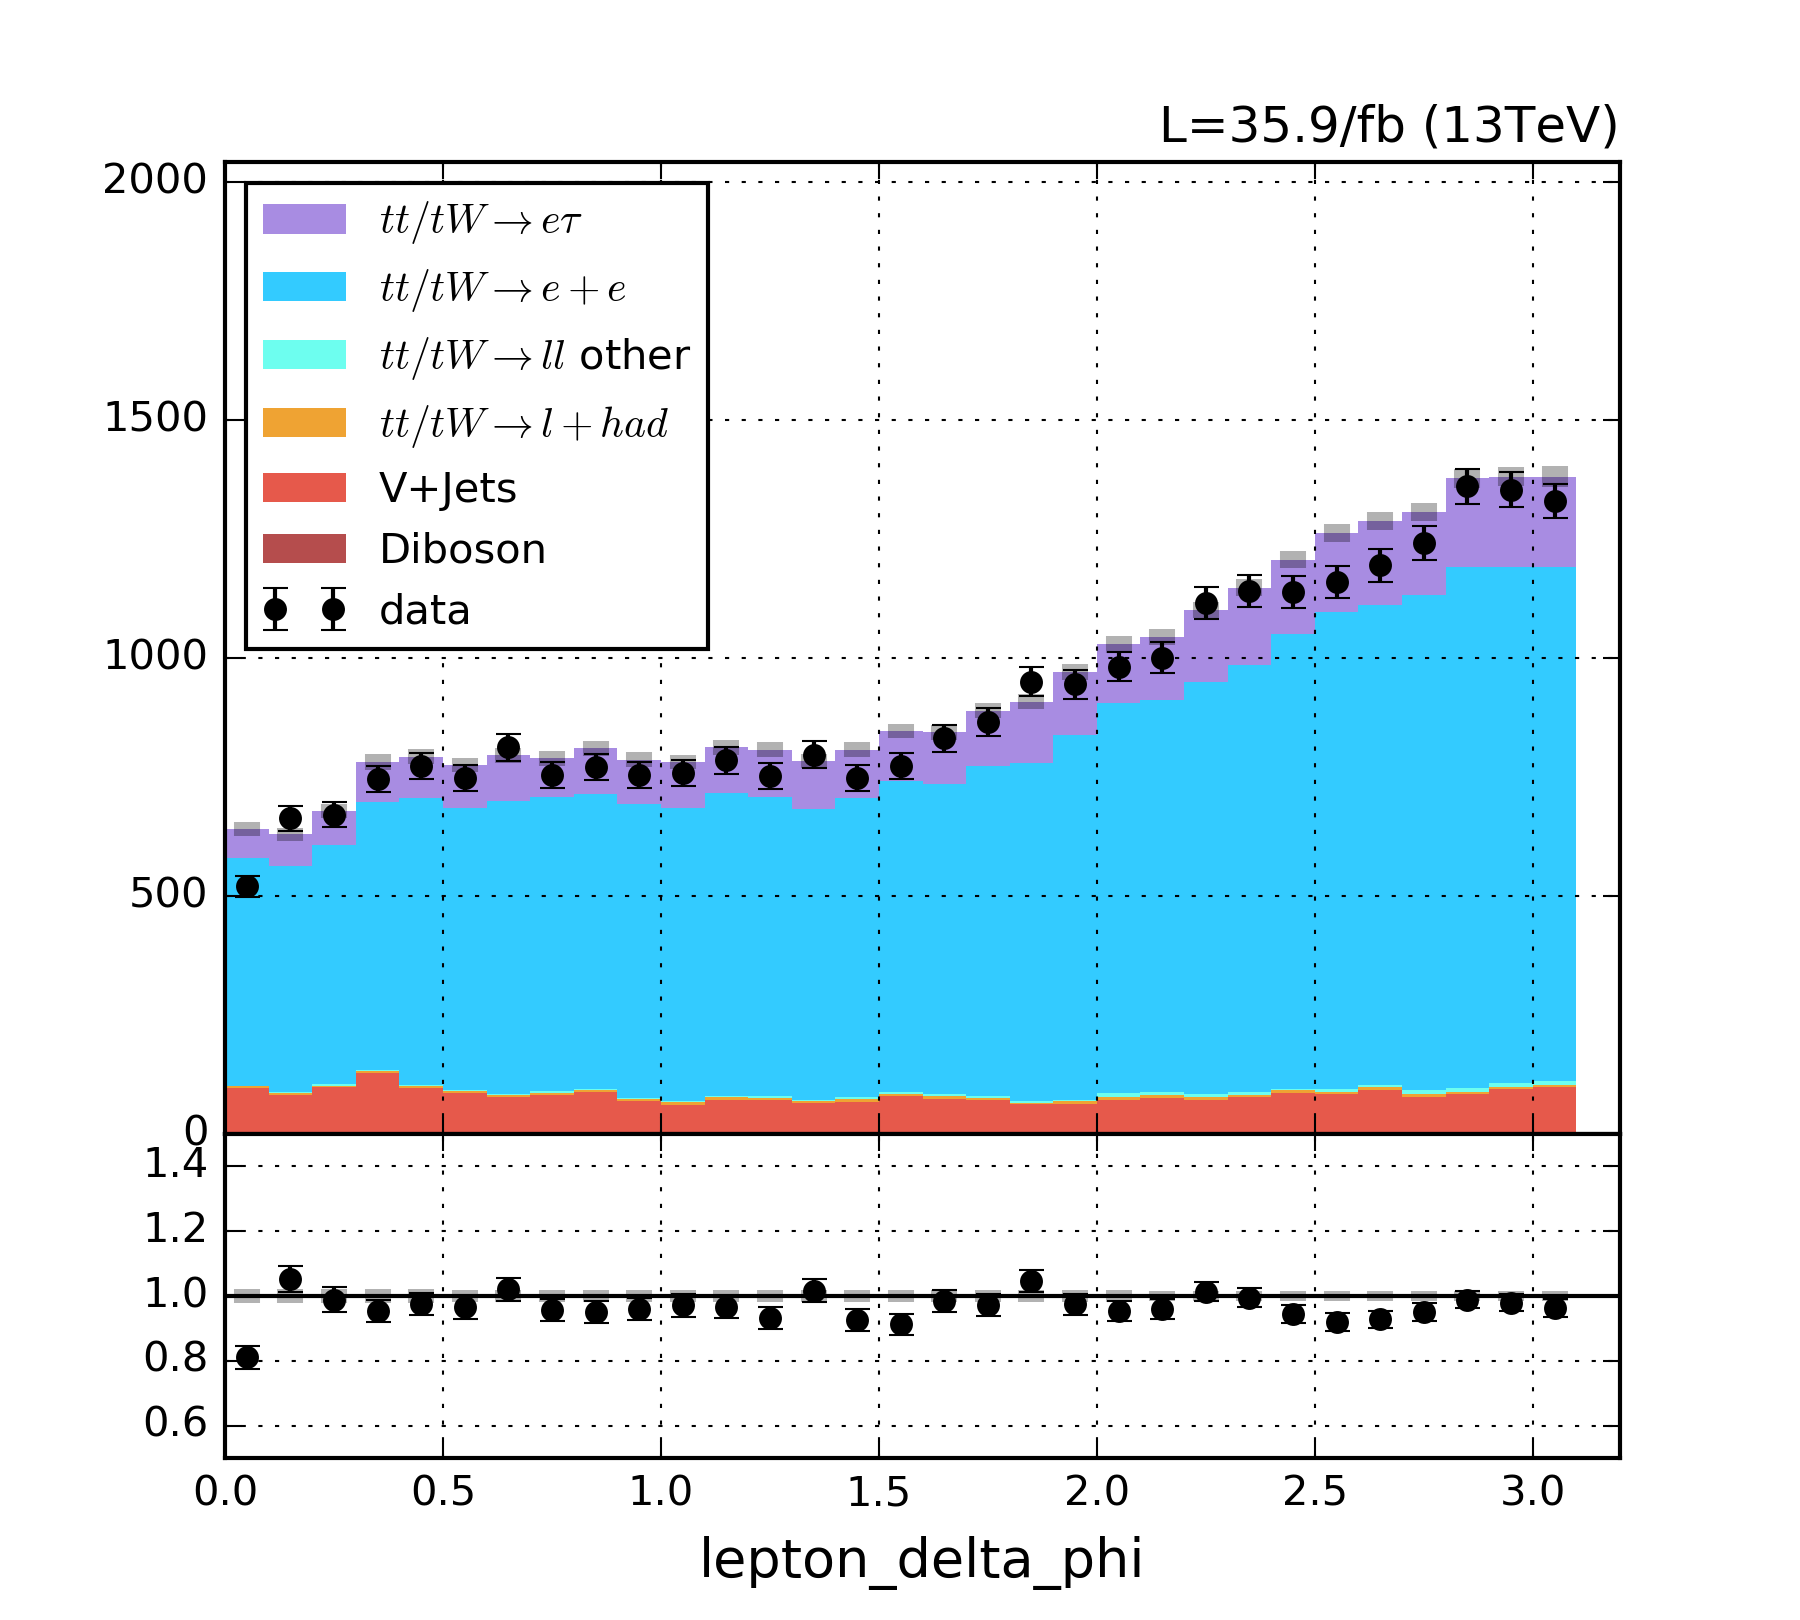 L=35.9/fb (13TeV)
2000
1500
1000
500
0
tt/tW→eτ
tt/tW→e+e
tt/tW→ll other
tt/tW→l+had
V+Jets
Diboson
data
1.4
1.2
1.0
0.8
0.6
0.0 0.5 1.0 1.5 2.0 2.5 3.0
lepton_delta_phi